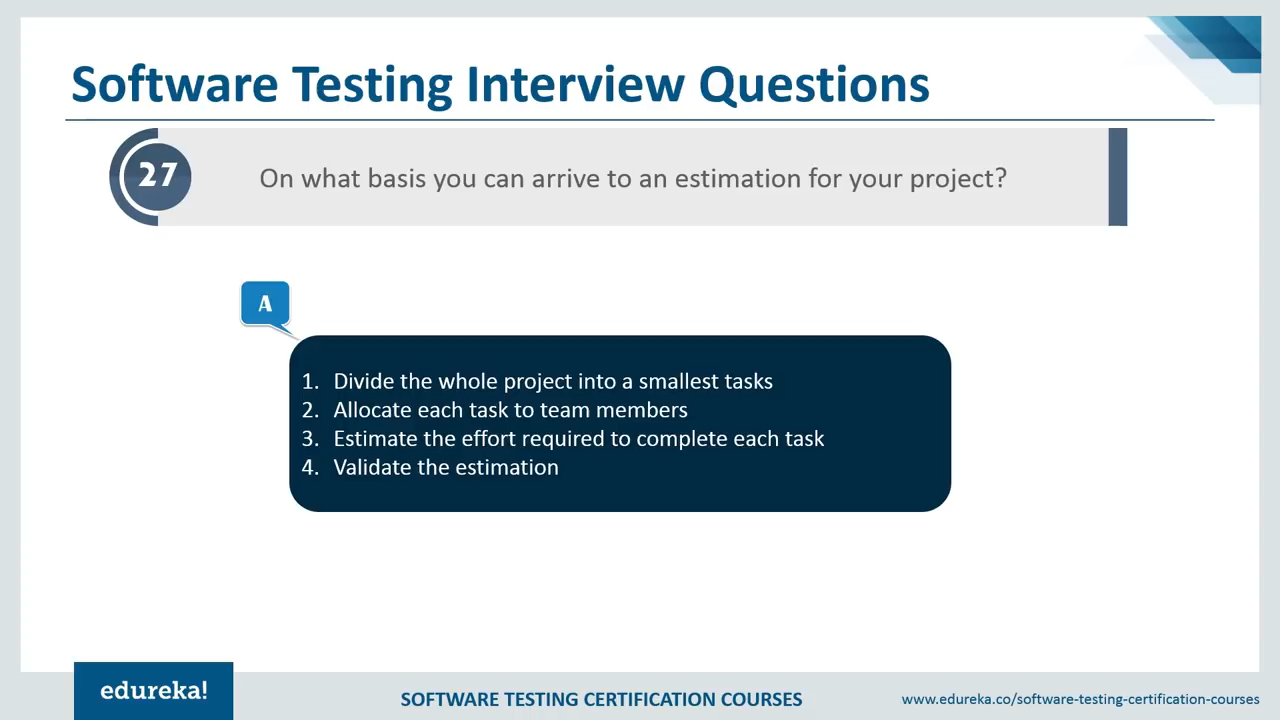 Software Testing Interview Questions
27
On what basis you can arrive to an estimation for your project?
A
1. Divide the whole project into a smallest tasks
2. Allocate each task to team members
3. Estimate the effort required to complete each task
4. Validate the estimation
edureka!
SOFTWARE TESTING CERTIFICATION COURSES
www.edureka.co/software-testing-certification-courses